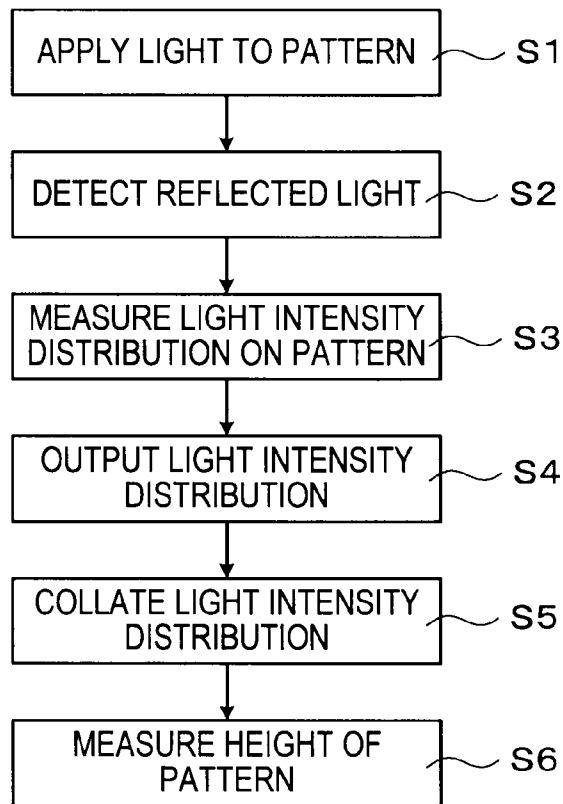 APPLY LIGHT TO PATTERN S1
DETECT REFLECTED LIGHT S2
MEASURE LIGHT INTENSITY
DISTRIBUTION ON PATTERN S3
OUTPUT LIGHT INTENSITY
DISTRIBUTION S4
COLLATE LIGHT INTENSITY
DISTRIBUTION S5
MEASURE HEIGHT OF
PATTERN S6